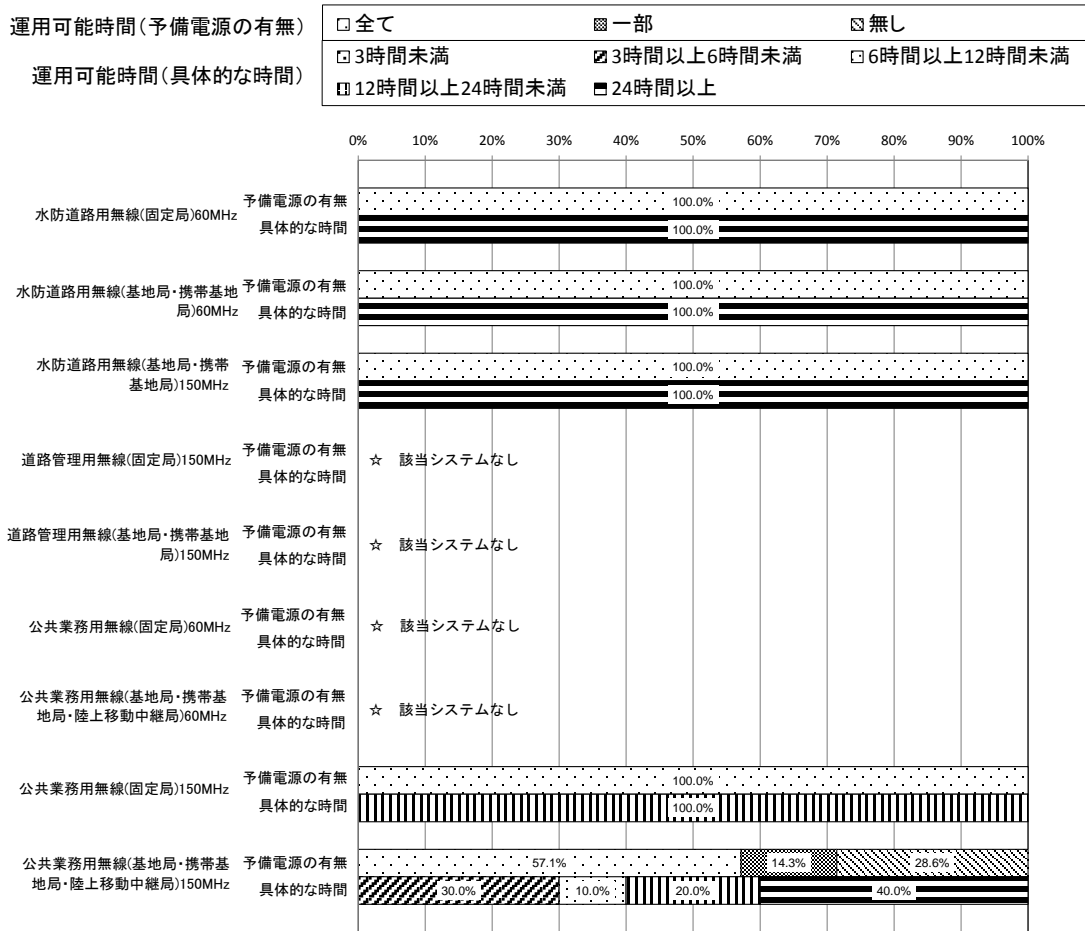 運用可能時間(予備電源の有無)
全て 一部 無し
運用可能時間(具体的な時間)
3時間未満 3時間以上6時間未満 6時間以上12時間未満
12時間以上24時間未満 24時間以上
0% 10% 20% 30% 40% 50% 60% 70% 80% 90% 100%
水防道路用無線(固定局)60MHz
予備電源の有無
100.0%
具体的な時間
100.0%
水防道路用無線(基地局・携帯基地
局)60MHz
予備電源の有無
100.0%
具体的な時間
100.0%
水防道路用無線(基地局・携帯
基地局)150MHz
予備電源の有無
100.0%
具体的な時間
100.0%
道路管理用無線(固定局)150MHz
予備電源の有無
具体的な時間
☆ 該当システムなし
道路管理用無線(基地局・携帯基地
局)150MHz
予備電源の有無
具体的な時間
☆ 該当システムなし
公共業務用無線(固定局)60MHz
予備電源の有無
具体的な時間
☆ 該当システムなし
公共業務用無線(基地局・携帯基
地局・陸上移動中継局)60MHz
予備電源の有無
具体的な時間
☆ 該当システムなし
公共業務用無線(固定局)150MHz
予備電源の有無
100.0%
具体的な時間
100.0%
公共業務用無線(基地局・携帯基
地局・陸上移動中継局)150MHz
予備電源の有無
57.1% 14.3% 28.6%
具体的な時間
30.0% 10.0% 20.0% 40.0%